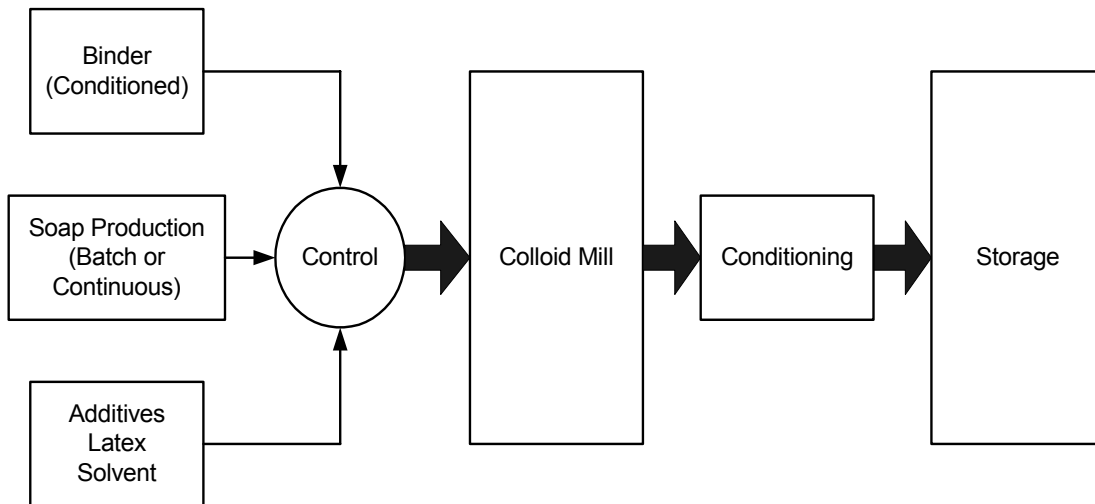 Binder
(Conditioned)
Soap Production
(Batch or
Continuous)
Additives
Latex
Solvent
Control
Colloid Mill
Conditioning
Storage